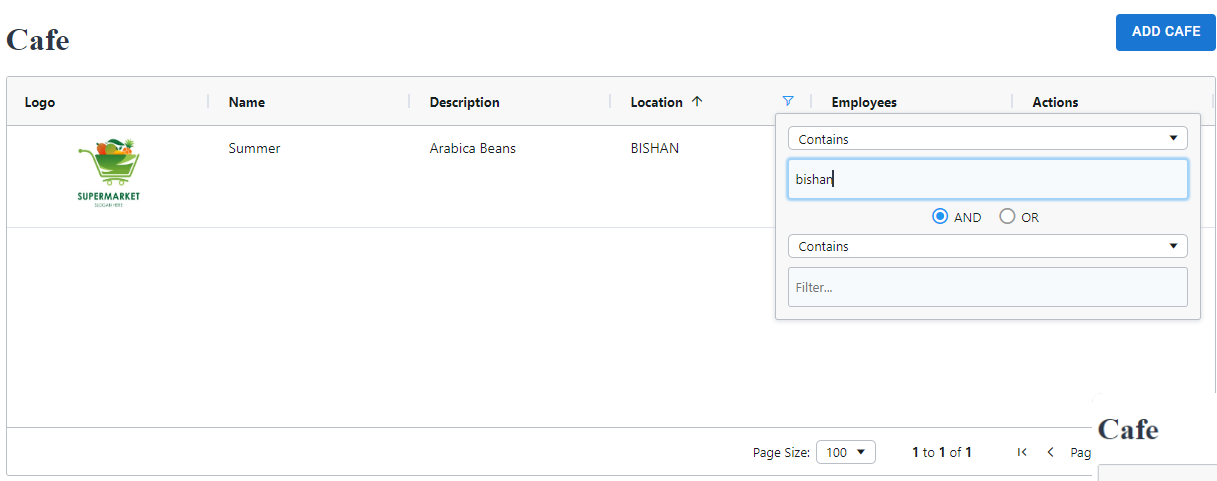 Cafe
ADD CAFE
Logo Name Description Location Employees Actions
Summer Arabica Beans BISHAN
SUPERMARKET
SLOGAN HERE
Contains
bishan
AND OR
Contains
Filter...
Page Size: 100 1 to 1 of 1 Pag
Cafe